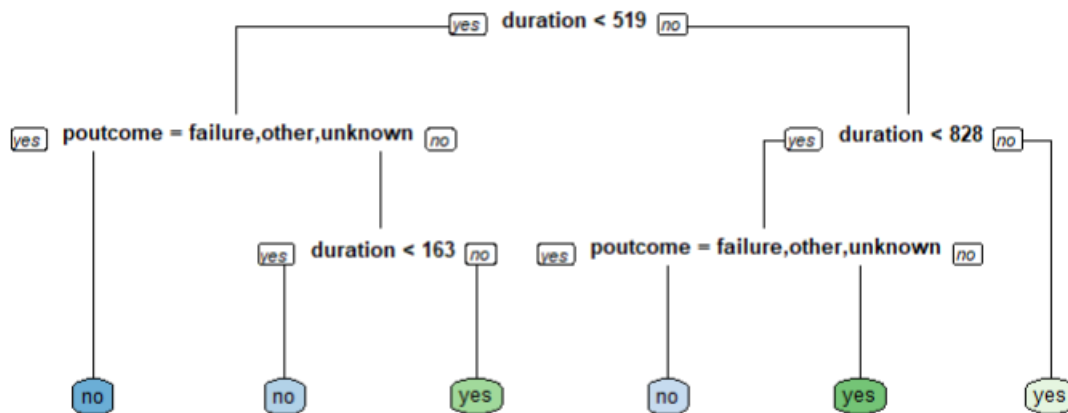 yes duration < 519 no
yes poutcome = failure,other,unknown no
yes duration < 828 no
yes duration < 163 no
yes poutcome = failure,other,unknown no
no
no
yes
no
yes
yes